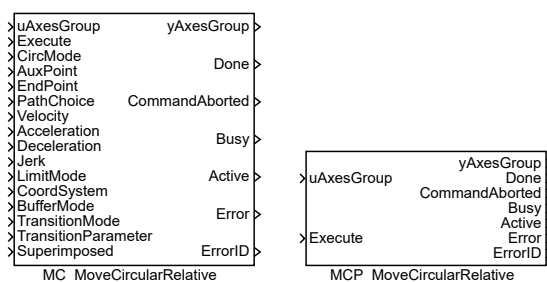 uAxesGroup
Execute
CircMode
AuxPoint
EndPoint
PathChoice
Velocity
Acceleration
Deceleration
Jerk
LimitMode
CoordSystem
BufferMode
TransitionMode
TransitionParameter
Superimposed
yAxesGroup
Done
CommandAborted
Busy
Active
Error
ErrorID
MC_MoveCircularRelative
uAxesGroup
Execute
yAxesGroup
Done
CommandAborted
Busy
Active
Error
ErrorID
MCP_MoveCircularRelative